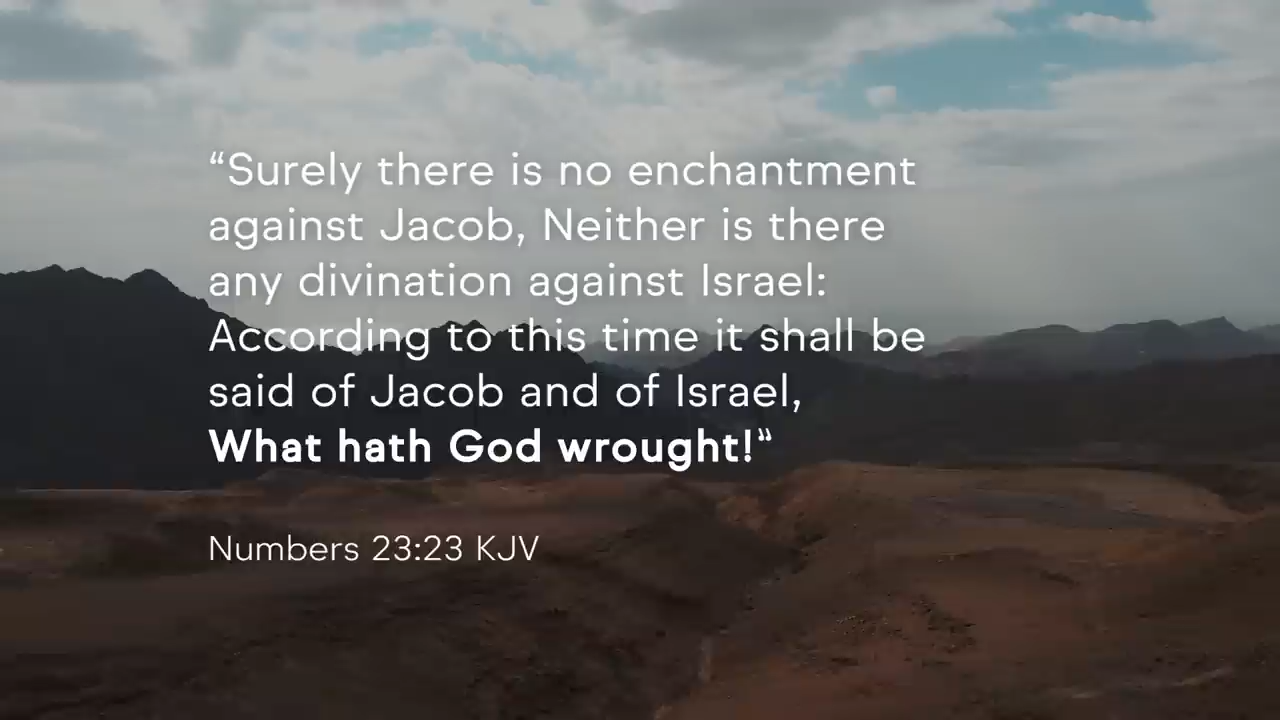 “Surely there is no enchantment
against Jacob, Neither is there
any divination against Israel:
According to this time it shall be
said of Jacob and of Israel,
What hath God wrought!”
Numbers 23:23 KJV